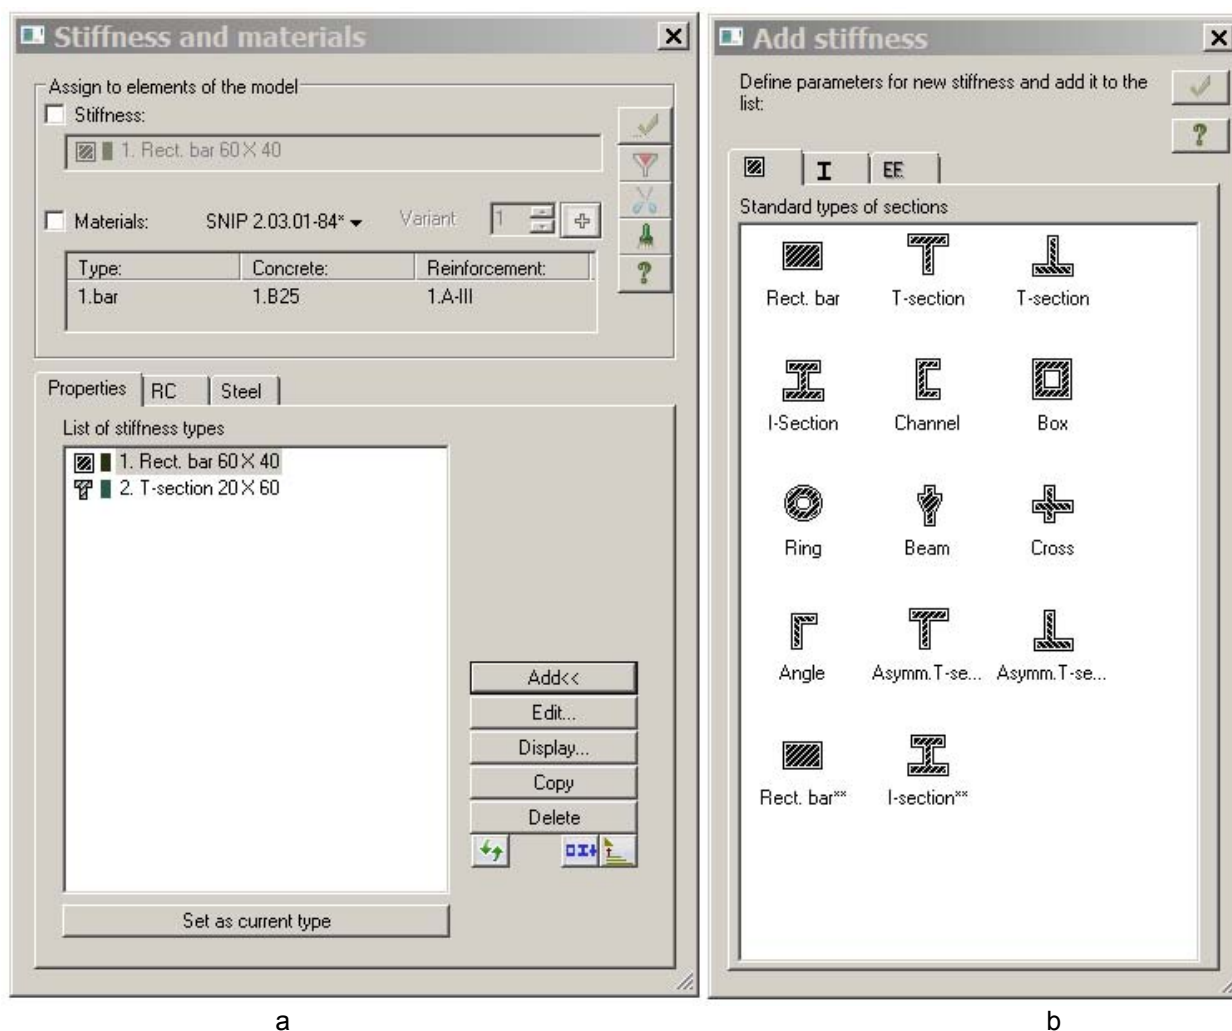 Stiffness and materials
Assign to elements of the model
Stiffness:
1. Rect. bar 60X 40
Materials: SNIP 2.03.01-84* Variant 1
Type: Concrete: Reinforcement:
1.bar 1.B25 1.A-III
Properties RC Steel
List of stiffness types
1. Rect. bar 60X 40
2. T-section 20X 60
Add<<
Edit...
Display...
Copy
Delete
Set as current type
a
Add stiffness
Define parameters for new stiffness and add it to the
list:
I EF.
Standard types of sections
Rect. bar T-section T-section
I-Section Channel Box
Ring Beam Cross
Angle Asymm.T-se... Asymm.T-se...
Rect. bar** I-section**
b